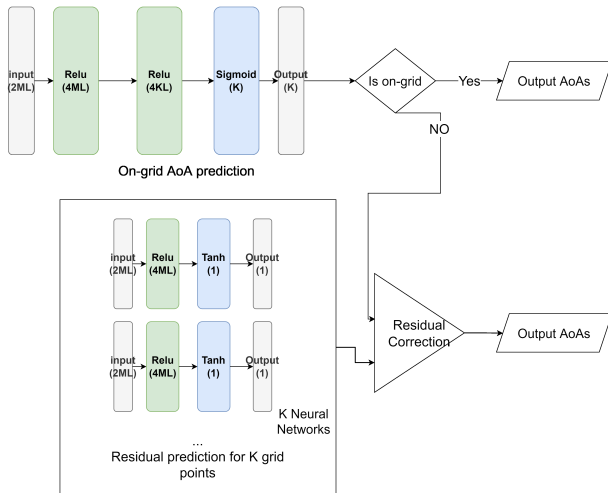 input
(2ML)
Relu
(4ML)
Relu
(4KL)
Sigmoid
(K)
Output
(K)
Is on-grid
Yes
Output AoAs
NO
On-grid AoA prediction
input
(2ML)
Relu
(4ML)
Tanh
(1)
Output
(1)
input
(2ML)
Relu
(4ML)
Tanh
(1)
Output
(1)
K Neural
Networks
...
Residual prediction for K grid
points
Residual
Correction
Output AoAs